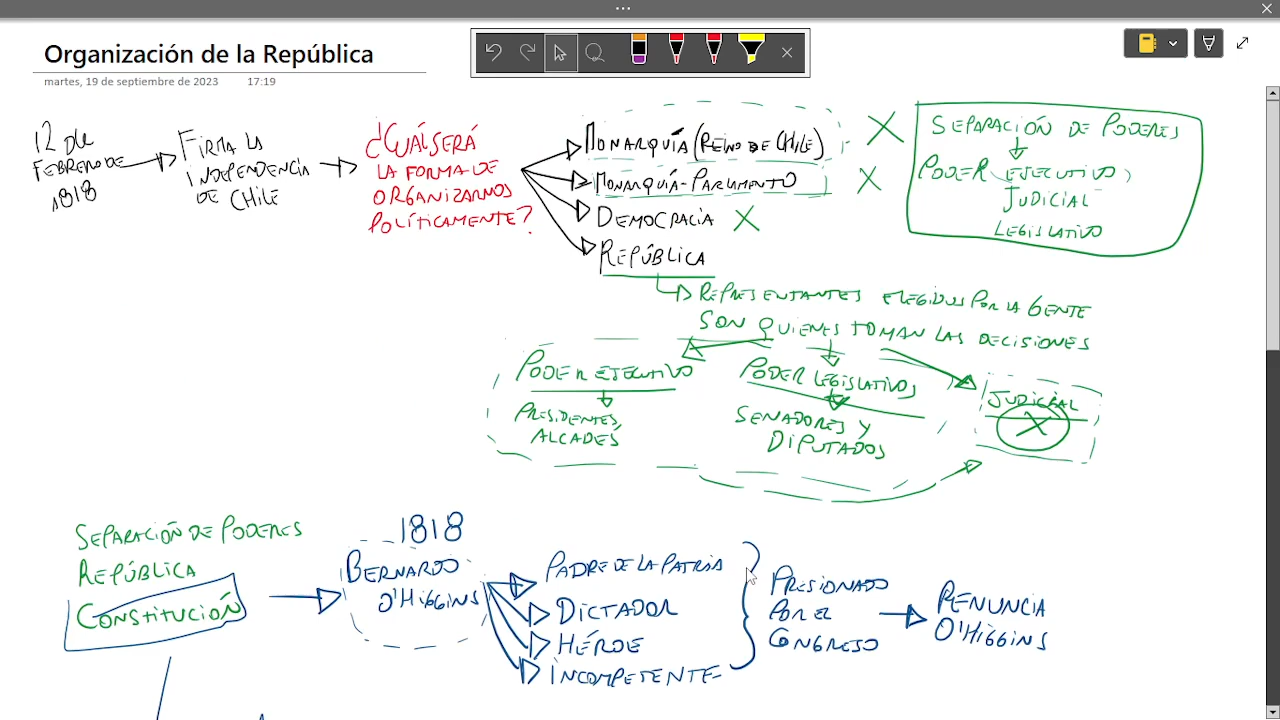 Organización de la República
martes, 19 de septiembre de 2023 17:19
12 de
FEBRERO DE
1818
FIRMA LA
INDEPENDENCIA
DE CHILE
¿CUÁL SERÁ
LA FORMA DE
ORGANIZARNOS
POLÍTICAMENTE?
MONARQUÍA (REINO DE CHILE) X
MONARQUÍA-PARLAMENTO X
DEMOCRACIA X
REPÚBLICA
SEPARACIÓN DE PODERES
PODER EJECUTIVO,
JUDICIAL
LEGISLATIVO
REPRESENTANTES ELEGIDOS POR LA GENTE
SON QUIENES TOMAN LAS DECISIONES
PODER EJECUTIVO
PRESIDENTES,
ALCADES
PODER LEGISLATIVOS
SENADORES Y
DIPUTADOS
JUDICIAL
X
SEPARACIÓN DE PODERES
REPÚBLICA
CONSTITUCIÓN
1818
BERNARDO
O'HIGGINS
PADRE DE LA PATRIA
DICTADOR
HÉROE
INCOMPETENTE
PRESIONADO
POR EL
CONGRESO
RENUNCIA
O'HIGGINS